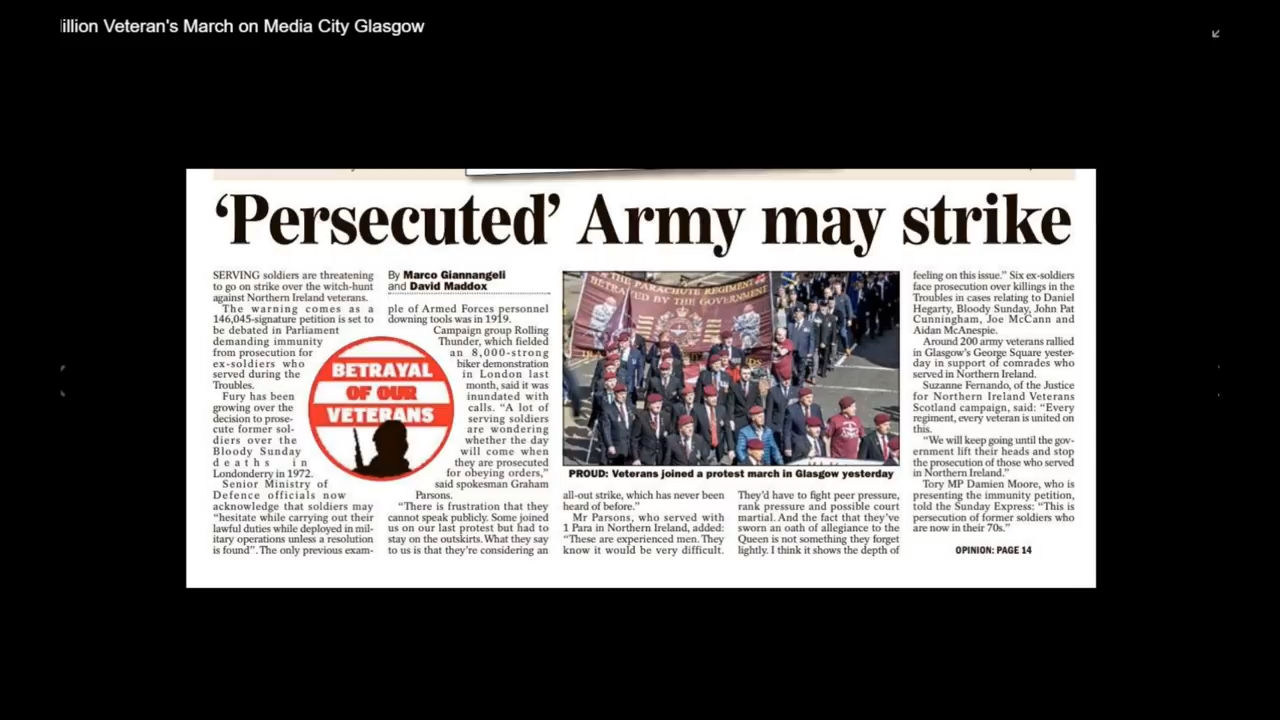 illion Veteran's March on Media City Glasgow
‘Persecuted’ Army may strike
SERVING soldiers are threatening
to go on strike over the witch-hunt
against Northern Ireland veterans.
The warning comes as a
146,045-signature petition is set to
be debated in Parliament
demanding immunity
from prosecution for
ex-soldiers who
served during the
Troubles.
Fury has been
growing over the
decision to prose-
cute former sol-
diers over the
Bloody Sunday
deaths in
Londonderry in 1972.
Senior Ministry of
Defence officials now
acknowledge that soldiers may
“hesitate while carrying out their
lawful duties while deployed in mil-
itary operations unless a resolution
is found”. The only previous exam-
By Marco Giannangeli
and David Maddox
ple of Armed Forces personnel
downing tools was in 1919.
Campaign group Rolling
Thunder, which fielded
an 8,000-strong
biker demonstration
in London last
month, said it was
inundated with
calls. “A lot of
serving soldiers
are wondering
whether the day
will come when
they are prosecuted
for obeying orders,”
said spokesman Graham
Parsons.
“There is frustration that they
cannot speak publicly. Some joined
us on our last protest but had to
stay on the outskirts. What they say
to us is that they're considering an
BETRAYAL
OF OUR
VETERANS
THE PARACHUTE REGIMENT
BETRAYED BY THE GOVERNMENT
PROUD: Veterans joined a protest march in Glasgow yesterday
all-out strike, which has never been
heard of before.”
Mr Parsons, who served with
1 Para in Northern Ireland, added:
“These are experienced men. They
know it would be very difficult.
They'd have to fight peer pressure,
rank pressure and possible court
martial. And the fact that they've
sworn an oath of allegiance to the
Queen is not something they forget
lightly. I think it shows the depth of
feeling on this issue.” Six ex-soldiers
face prosecution over killings in the
Troubles in cases relating to Daniel
Hegarty, Bloody Sunday, John Pat
Cunningham, Joe McCann and
Aidan McAnespie.
Around 200 army veterans rallied
in Glasgow's George Square yester-
day in support of comrades who
served in Northern Ireland.
Suzanne Fernando, of the Justice
for Northern Ireland Veterans
Scotland campaign, said: “Every
regiment, every veteran is united on
this.
“We will keep going until the gov-
ernment lift their heads and stop
the prosecution of those who served
in Northern Ireland.”
Tory MP Damien Moore, who is
presenting the immunity petition,
told the Sunday Express: “This is
persecution of former soldiers who
are now in their 70s.”
OPINION: PAGE 14